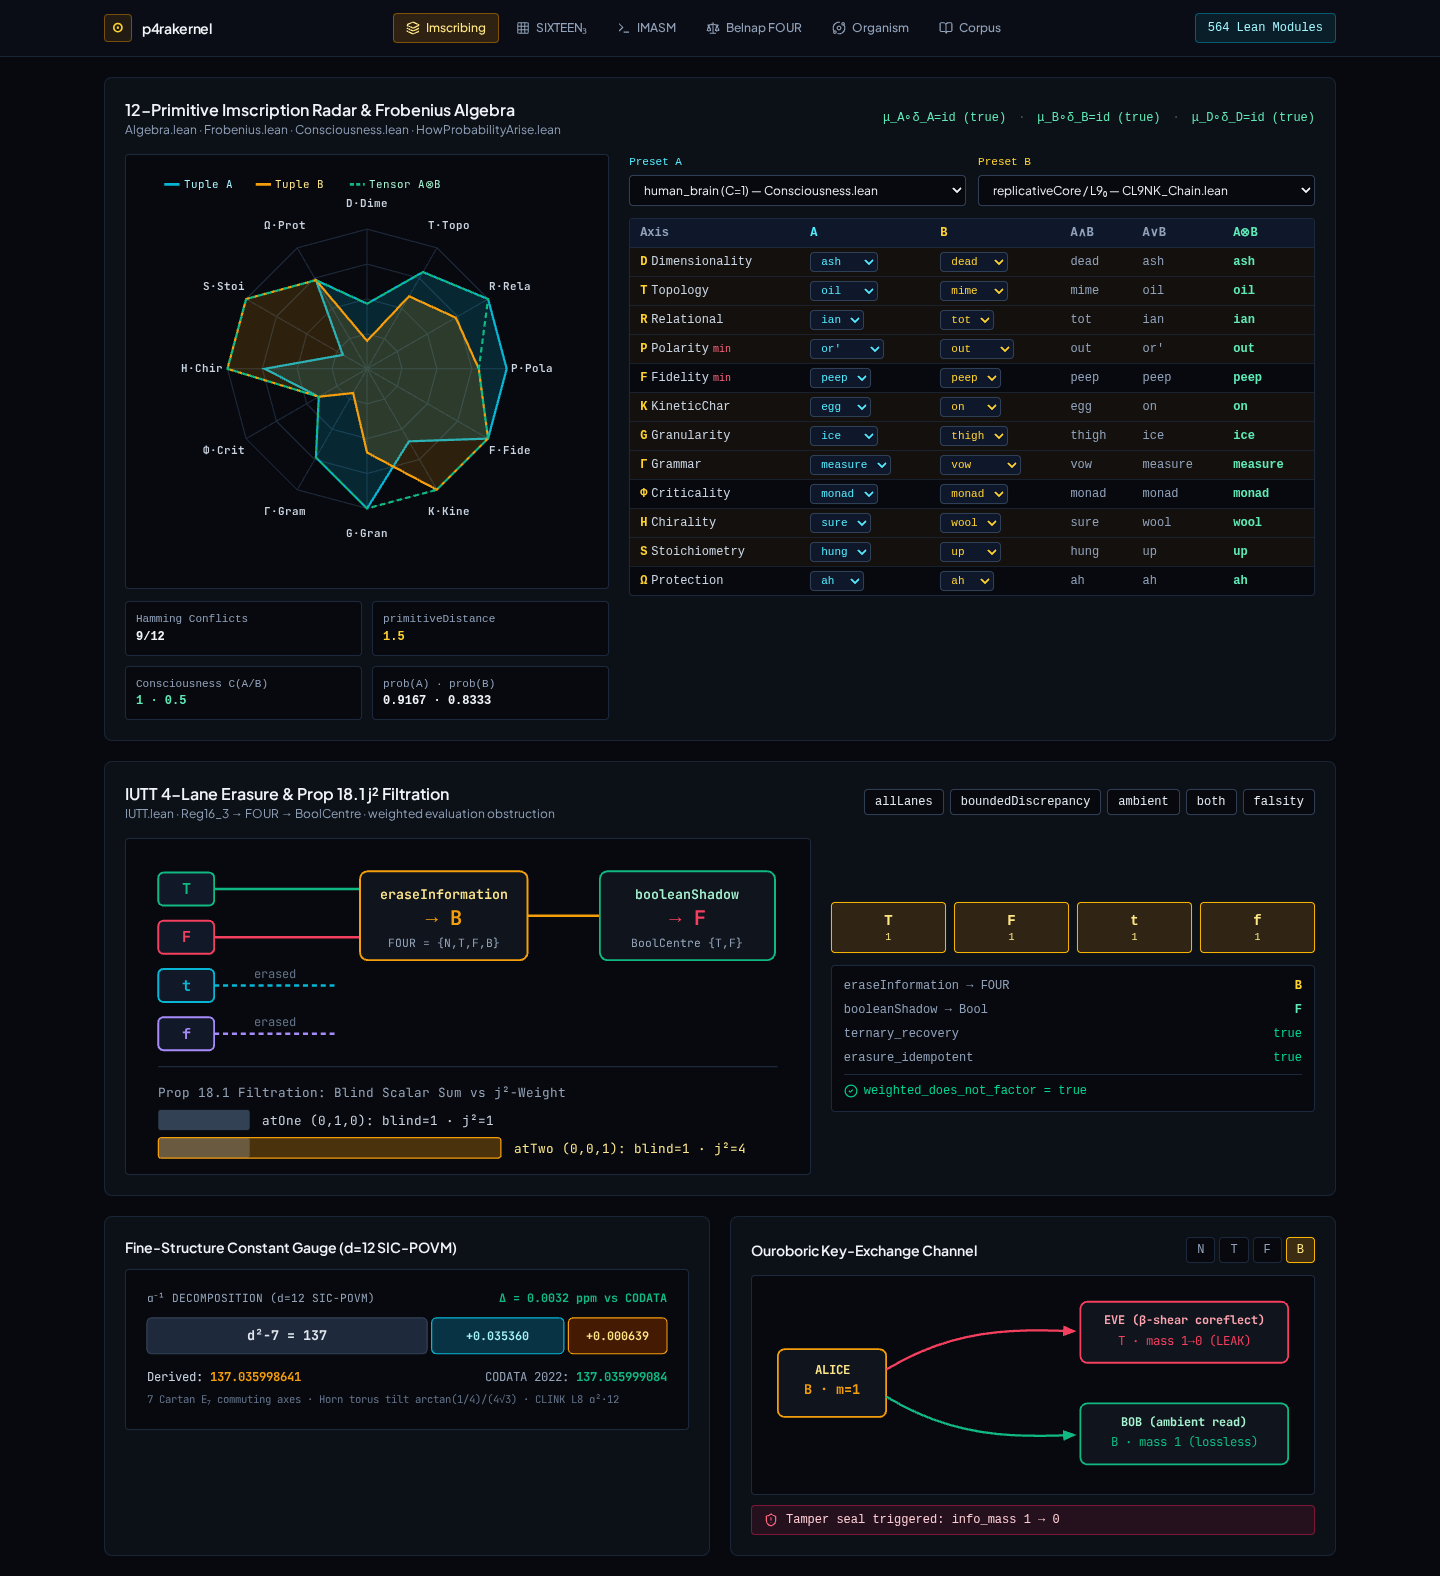 ⊙ p4rakernel Imscribing SIXTEEN₃ IMASM Belnap FOUR Organism Corpus 564 Lean Modules
12-Primitive Imscription Radar & Frobenius Algebra
Algebra.lean · Frobenius.lean · Consciousness.lean · HowProbabilityArise.lean
μ_A∘δ_A=id (true) · μ_B∘δ_B=id (true) · μ_D∘δ_D=id (true)
Tuple A Tuple B Tensor A⊗B
D·Dime
Ω·Prot T·Topo
S·Stoi R·Rela
H·Chir P·Pola
Φ·Crit F·Fide
Γ·Gram K·Kine
G·Gran
Hamming Conflicts
9/12
primitiveDistance
1.5
Consciousness C(A/B)
1 · 0.5
prob(A) · prob(B)
0.9167 · 0.8333
Preset A
human_brain (C=1) — Consciousness.lean
Preset B
replicativeCore / L9₀ — CL9NK_Chain.lean
Axis A B A∧B A∨B A⊗B
D Dimensionality ash dead dead ash ash
T Topology oil mime mime oil oil
R Relational ian tot tot ian ian
P Polarity min or' out out or' out
F Fidelity min peep peep peep peep peep
K KineticChar egg on egg on on
G Granularity ice thigh thigh ice ice
Γ Grammar measure vow vow measure measure
Φ Criticality monad monad monad monad monad
H Chirality sure wool sure wool wool
S Stoichiometry hung up hung up up
Ω Protection ah ah ah ah ah
IUTT 4-Lane Erasure & Prop 18.1 j² Filtration
IUTT.lean · Reg16_3 → FOUR → BoolCentre · weighted evaluation obstruction
allLanes boundedDiscrepancy ambient both falsity
T
F
t
f
erased
erased
eraseInformation
→ B
FOUR = {N,T,F,B}
booleanShadow
→ F
BoolCentre {T,F}
Prop 18.1 Filtration: Blind Scalar Sum vs j²-Weight
atOne (0,1,0): blind=1 · j²=1
atTwo (0,0,1): blind=1 · j²=4
T F t f
1 1 1 1
eraseInformation → FOUR B
booleanShadow → Bool F
ternary_recovery true
erasure_idempotent true
weighted_does_not_factor = true
Fine-Structure Constant Gauge (d=12 SIC-POVM)
α⁻¹ DECOMPOSITION (d=12 SIC-POVM) Δ = 0.0032 ppm vs CODATA
d²-7 = 137 +0.035360 +0.000639
Derived: 137.035998641 CODATA 2022: 137.035999084
7 Cartan E₇ commuting axes · Horn torus tilt arctan(1/4)/(4√3) · CLINK L8 α²·12
Ouroboric Key-Exchange Channel
N T F B
ALICE
B · m=1
EVE (β-shear coreflect)
T · mass 1→0 (LEAK)
BOB (ambient read)
B · mass 1 (lossless)
Tamper seal triggered: info_mass 1 → 0